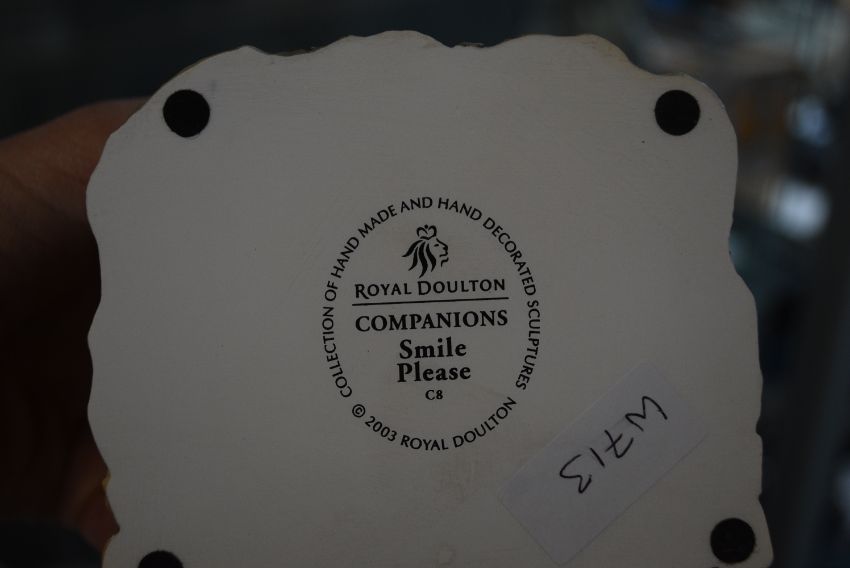 COLLECTION OF HAND MADE AND HAND DECORATED SCULPTURES
ROYAL DOULTON
COMPANIONS
Smile
Please
C8
© 2003 ROYAL DOULTON
W713